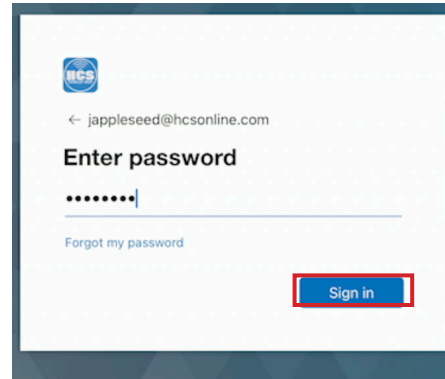 HCS
← jappleseed@hcsonline.com
Enter password
••••••••
Forgot my password
Sign in